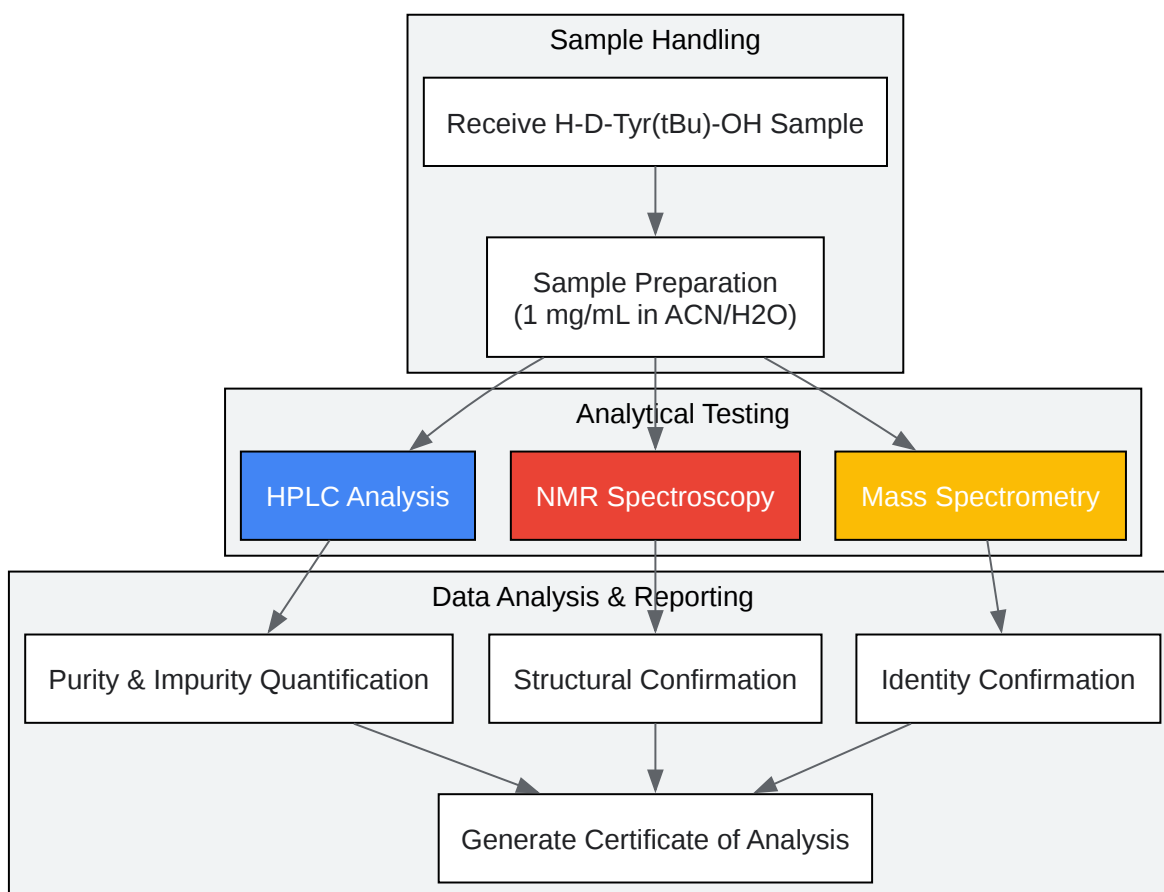 Sample Handling
Receive H-D-Tyr(tBu)-OH Sample
Sample Preparation
(1 mg/mL in ACN/H2O)
Analytical Testing
HPLC Analysis
NMR Spectroscopy
Mass Spectrometry
Data Analysis & Reporting
Purity & Impurity Quantification
Structural Confirmation
Identity Confirmation
Generate Certificate of Analysis